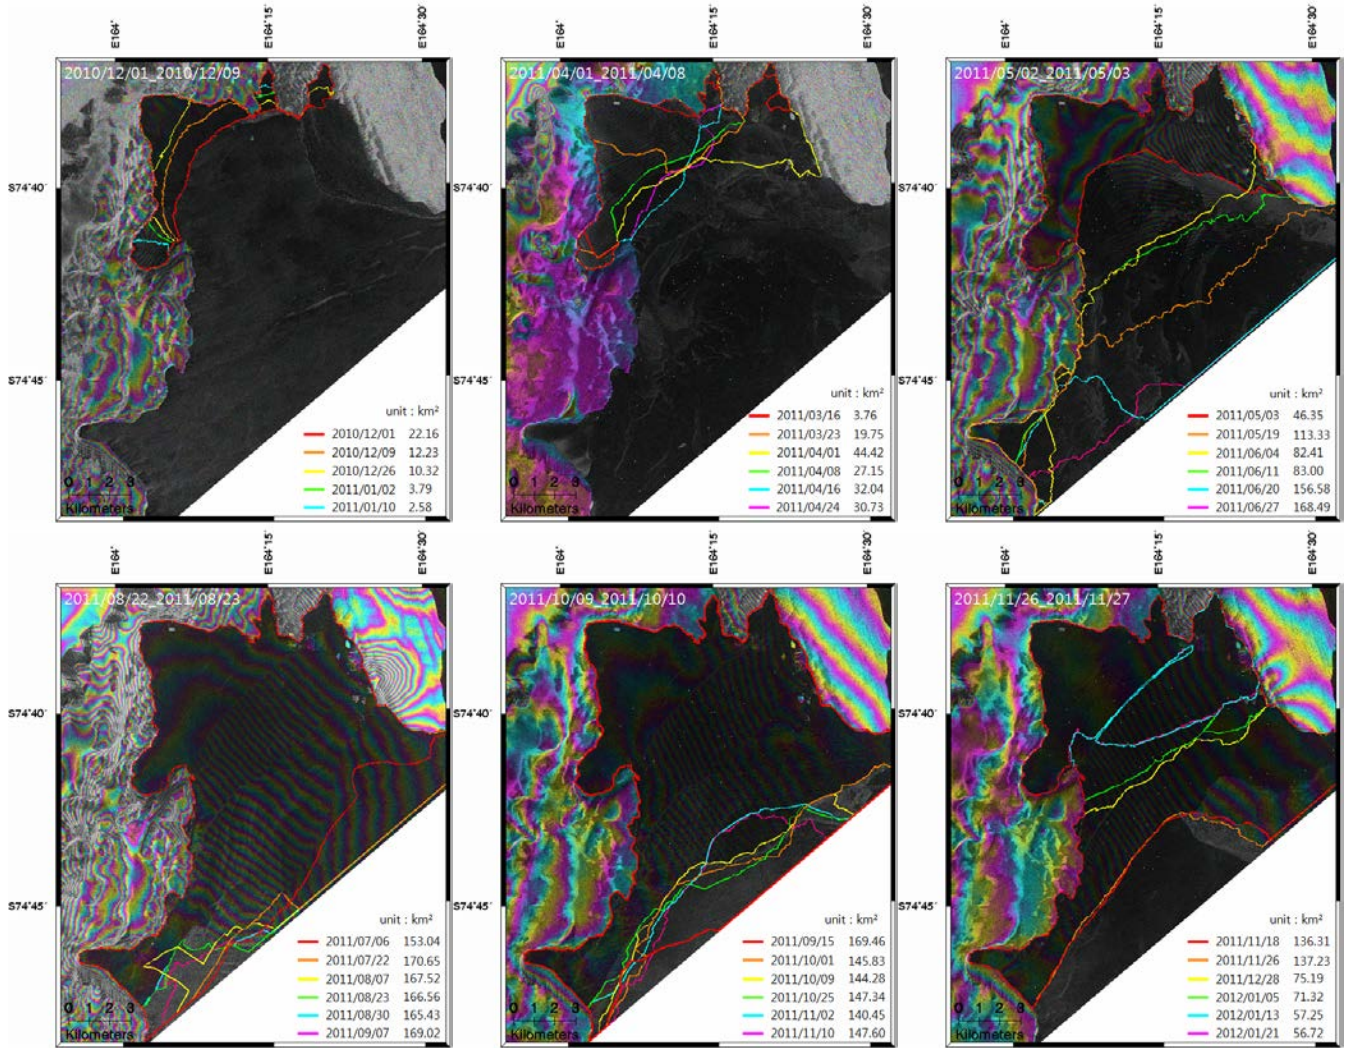 E164° E164°15′ E164°30′
E164° E164°15′ E164°30′
E164° E164°15′ E164°30′
2010/12/01_2010/12/09
S74°40′
S74°45′
unit : km²
2010/12/01 22.16
2010/12/09 12.23
2010/12/26 10.32
2011/01/02 3.79
2011/01/10 2.58
0 1 2 3
Kilometers
2011/04/01_2011/04/08
S74°40′
S74°45′
unit : km²
2011/03/16 3.76
2011/03/23 19.75
2011/04/01 44.42
2011/04/08 27.15
2011/04/16 32.04
2011/04/24 30.73
0 1 2 3
Kilometers
2011/05/02_2011/05/03
S74°40′
S74°45′
unit : km²
2011/05/03 46.35
2011/05/19 113.33
2011/06/04 82.41
2011/06/11 83.00
2011/06/20 156.58
2011/06/27 168.49
0 1 2 3
Kilometers
E164° E164°15′ E164°30′
E164° E164°15′ E164°30′
E164° E164°15′ E164°30′
2011/08/22_2011/08/23
S74°40′
S74°45′
unit : km²
2011/07/06 153.04
2011/07/22 170.65
2011/08/07 167.52
2011/08/23 166.56
2011/08/30 165.43
2011/09/07 169.02
0 1 2 3
Kilometers
2011/10/09_2011/10/10
S74°40′
S74°45′
unit : km²
2011/09/15 169.46
2011/10/01 145.83
2011/10/09 144.28
2011/10/25 147.34
2011/11/02 140.45
2011/11/10 147.60
0 1 2 3
Kilometers
2011/11/26_2011/11/27
S74°40′
S74°45′
unit : km²
2011/11/18 136.31
2011/11/26 137.23
2011/12/28 75.19
2012/01/05 71.32
2012/01/13 57.25
2012/01/21 56.72
0 1 2 3
Kilometers